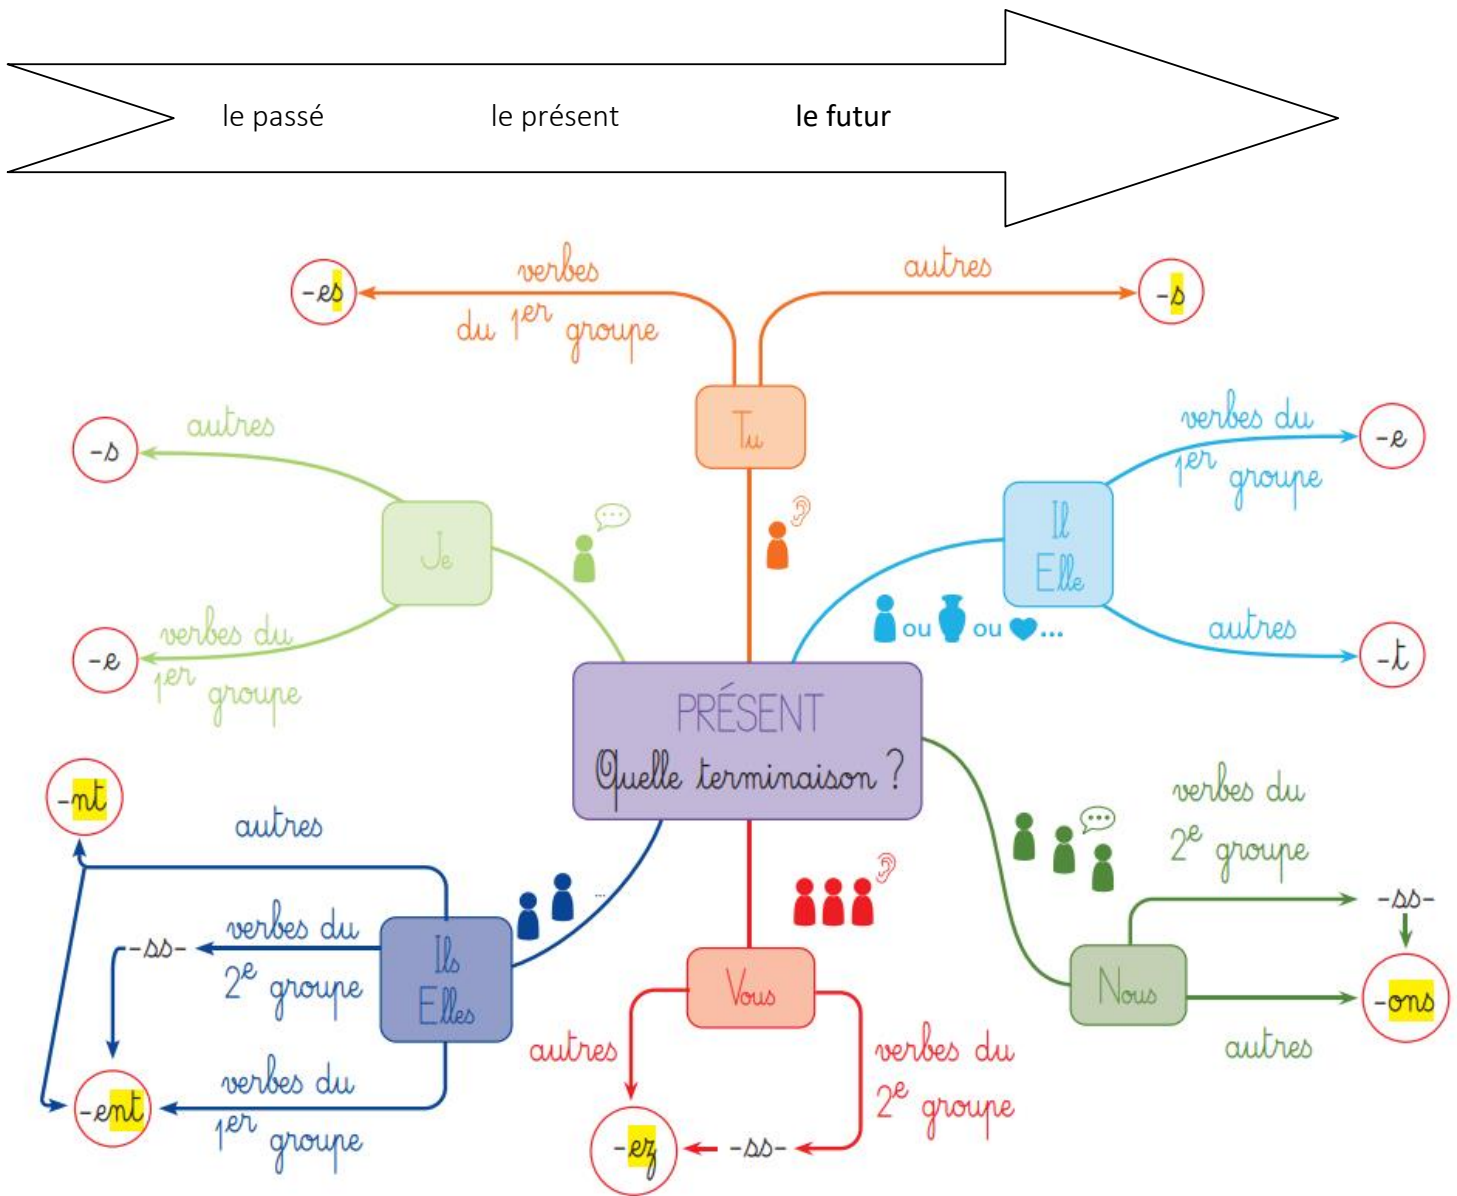 le passé
le présent
le futur
verbes
du 1er groupe
-es
autres
-s
Tu
autres
-s
Je
verbes du
1er groupe
-e
verbes du
1er groupe
-e
Il
Elle
autres
-t
ou
ou
...
PRÉSENT
Quelle terminaison ?
-nt
autres
...
verbes du
2e groupe
-ss-
Ils
Elles
verbes du
1er groupe
-ent
Vous
autres
verbes du
2e groupe
-ez
-ss-
verbes du
2e groupe
-ss-
Nous
-ons
autres